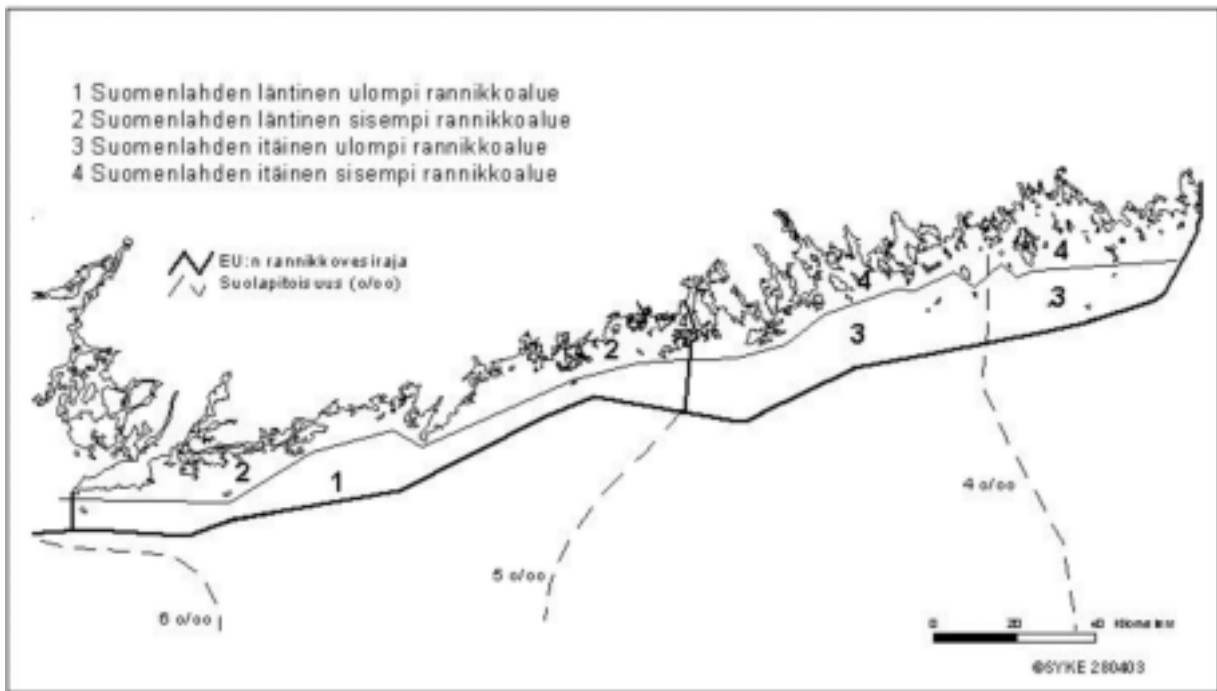 1 Suomenlahden läntinen ulompi rannikkoalue
2 Suomenlahden läntinen sisempi rannikkoalue
3 Suomenlahden itäinen ulompi rannikkoalue
4 Suomenlahden itäinen sisempi rannikkoalue
EU:n rannikkovesiraja
Suolapitoisuus (o/oo)
4
4
3
3
2
2
1
4 o/oo
5 o/oo
6 o/oo
0 20 40 Kilometers
©SYKE 280403